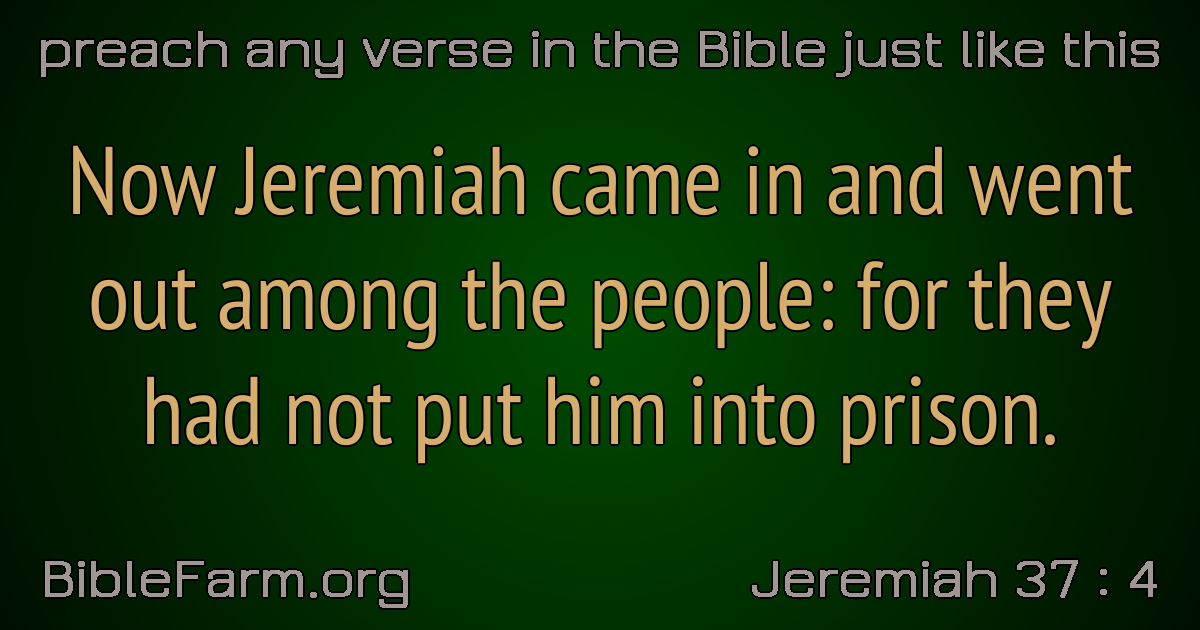 preach any verse in the Bible just like this
Now Jeremiah came in and went
out among the people: for they
had not put him into prison.
BibleFarm.org
Jeremiah 37 : 4